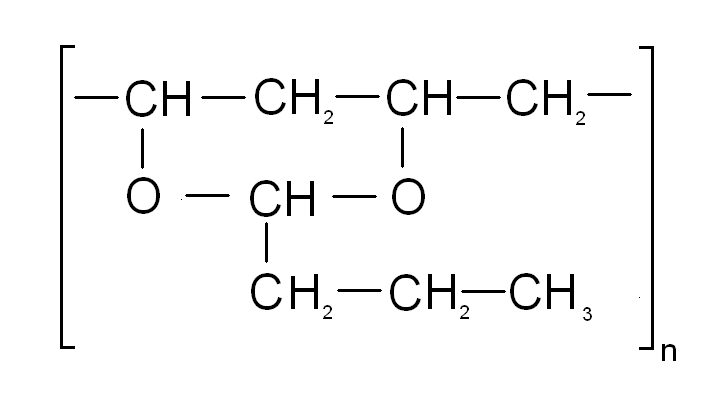 CH CH₂ CH CH₂
O CH O
CH₂ CH₂ CH₃
n